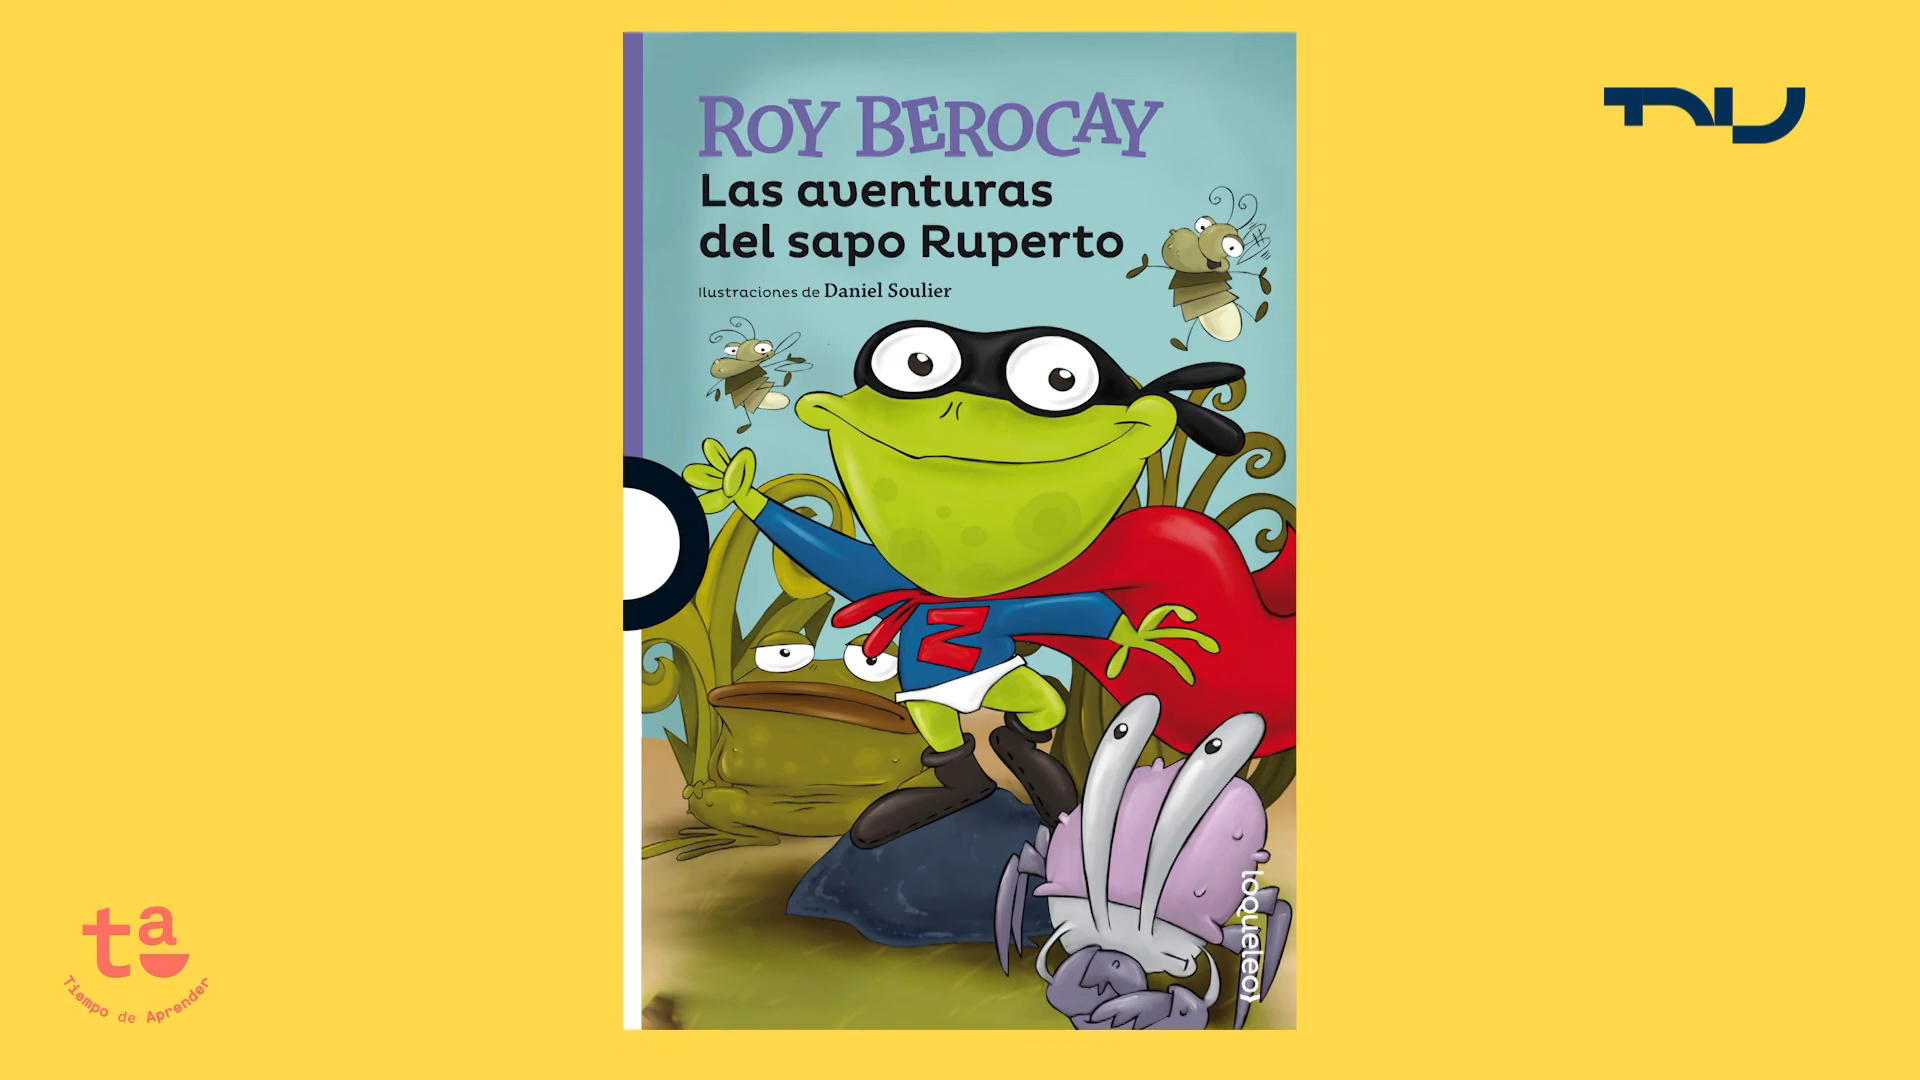 ROY BEROCAY
Las aventuras
del sapo Ruperto
Ilustraciones de Daniel Soulier
Z
loqueleo
ta
Tiempo de Aprender
TNU